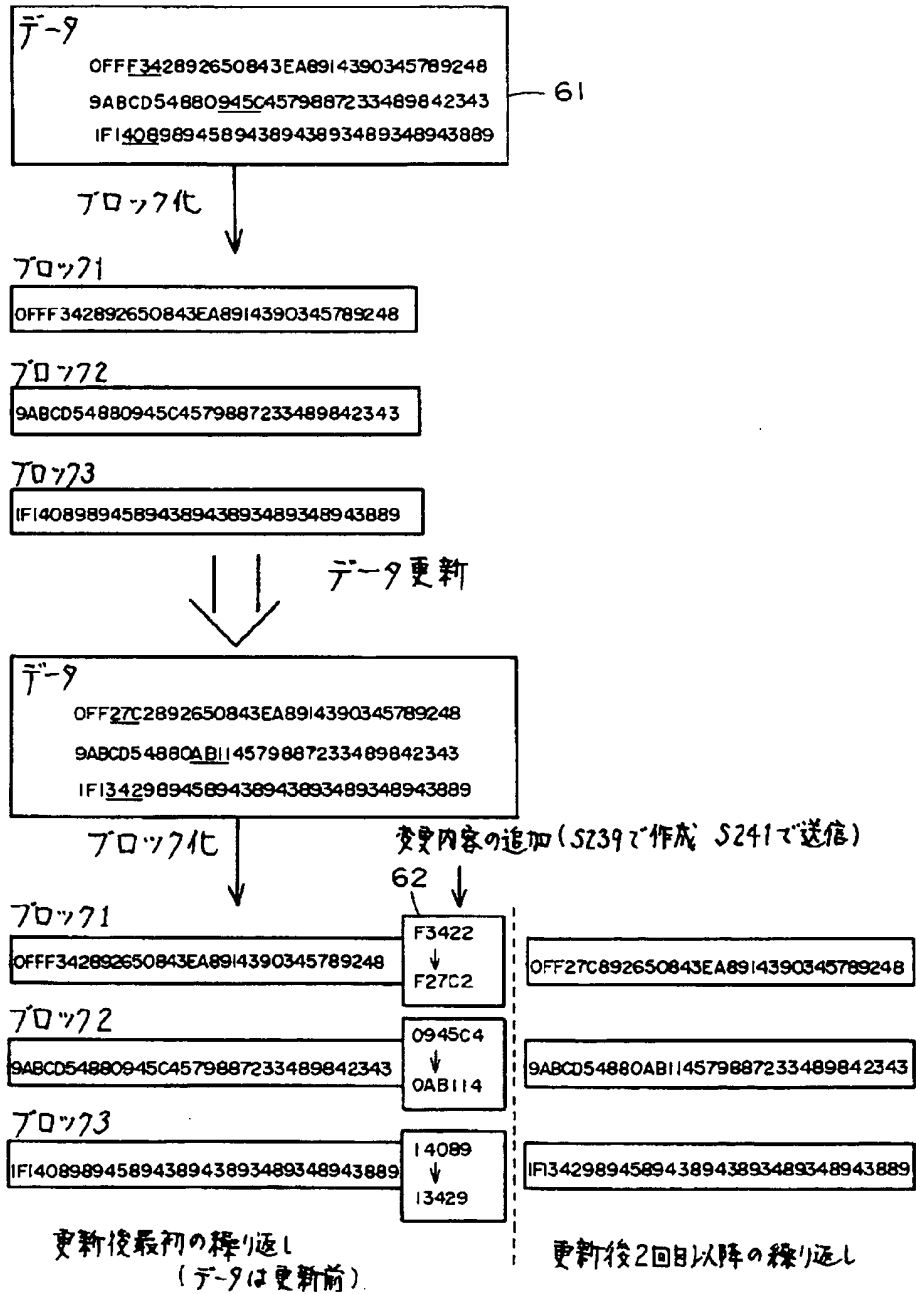 データ
0FFF342892650843EA8914390345789248
9ABCD54880945C4579887233489842343
1F14089894589438943893489348943889
61
ブロック化
ブロック1
0FFF342892650843EA8914390345789248
ブロック2
9ABCD54880945C4579887233489842343
ブロック3
1F14089894589438943893489348943889
データ更新
データ
0FF27C2892650843EA8914390345789248
9ABCD54880AB114579887233489842343
1F13429894589438943893489348943889
ブロック化
変更内容の追加(S239で作成 S241で送信)
62
ブロック1
0FFF342892650843EA8914390345789248
F3422
↓
F27C2
0FF27C892650843EA8914390345789248
ブロック2
9ABCD54880945C4579887233489842343
0945C4
↓
0AB114
9ABCD54880AB114579887233489842343
ブロック3
1F1408989458943894389348934894 3889
14089
↓
13429
1F1342989458943894389348934894 3889
更新後最初の繰り返し
(データは更新前)
更新後2回目以降の繰り返し